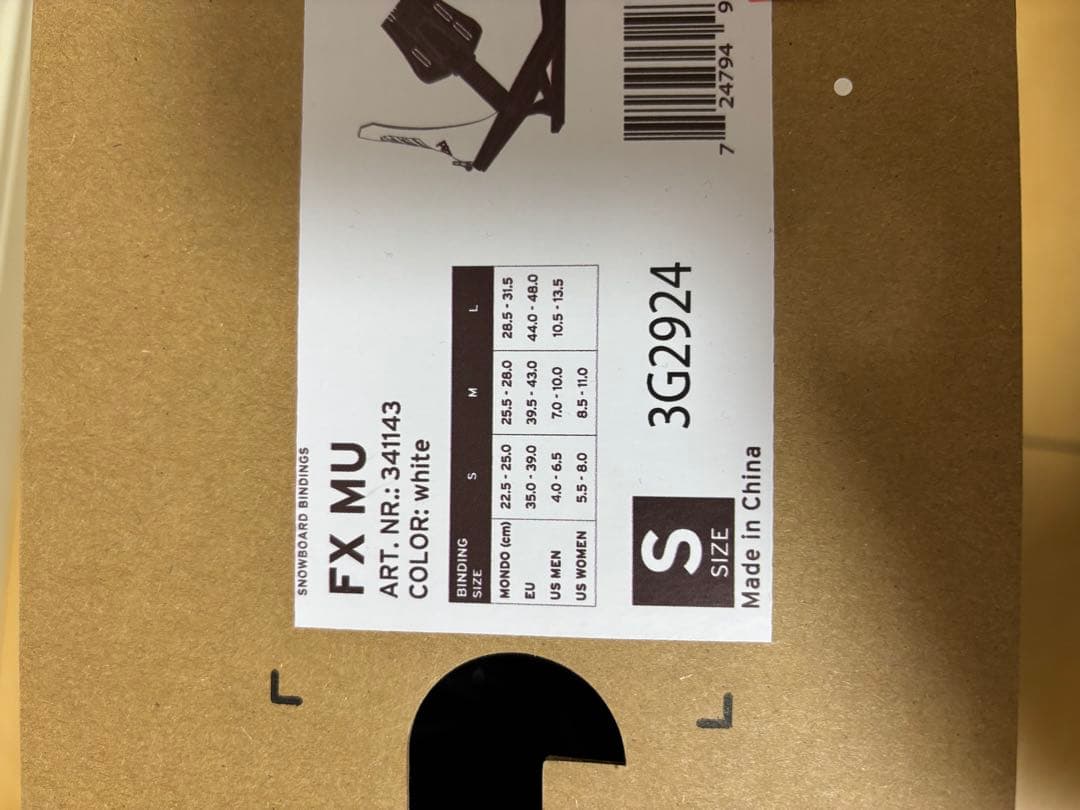 SNOWBOARD BINDINGS
FX MU
ART. NR.: 341143
COLOR: white
BINDING SIZE S M L
MONDO (cm) 22.5 - 25.0 25.5 - 28.0 28.5 - 31.5
EU 35.0 - 39.0 39.5 - 43.0 44.0 - 48.0
US MEN 4.0 - 6.5 7.0 - 10.0 10.5 - 13.5
US WOMEN 5.5 - 8.0 8.5 - 11.0
S
SIZE
3G2924
Made in China
7 24794 9